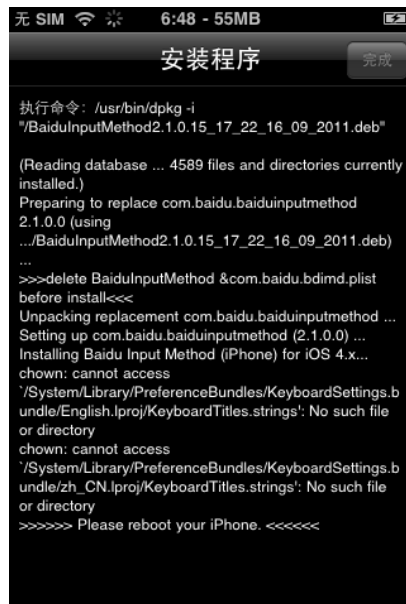 无 SIM 6:48 - 55MB
安装程序
完成
执行命令: /usr/bin/dpkg -i
"/BaiduInputMethod2.1.0.15_17_22_16_09_2011.deb"
(Reading database ... 4589 files and directories currently
installed.)
Preparing to replace com.baidu.baiduinputmethod
2.1.0.0 (using
.../BaiduInputMethod2.1.0.15_17_22_16_09_2011.deb)
...
>>>delete BaiduInputMethod &com.baidu.bdimd.plist
before install<<<
Unpacking replacement com.baidu.baiduinputmethod ...
Setting up com.baidu.baiduinputmethod (2.1.0.0) ...
Installing Baidu Input Method (iPhone) for iOS 4.x...
chown: cannot access
`/System/Library/PreferenceBundles/KeyboardSettings.b
undle/English.lproj/KeyboardTitles.strings': No such file
or directory
chown: cannot access
`/System/Library/PreferenceBundles/KeyboardSettings.b
undle/zh_CN.lproj/KeyboardTitles.strings': No such file
or directory
>>>>>> Please reboot your iPhone. <<<<<<